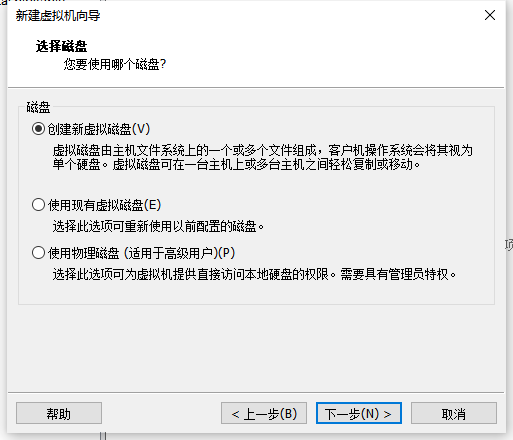 新建虚拟机向导
选择磁盘
您要使用哪个磁盘?
磁盘
创建新虚拟磁盘(V)
虚拟磁盘由主机文件系统上的一个或多个文件组成，客户机操作系统会将其视为
单个硬盘。虚拟磁盘可在一台主机上或多台主机之间轻松复制或移动。
使用现有虚拟磁盘(E)
选择此选项可重新使用以前配置的磁盘。
使用物理磁盘 (适用于高级用户)(P)
选择此选项可为虚拟机提供直接访问本地硬盘的权限。需要具有管理员特权。
帮助
< 上一步(B)
下一步(N) >
取消